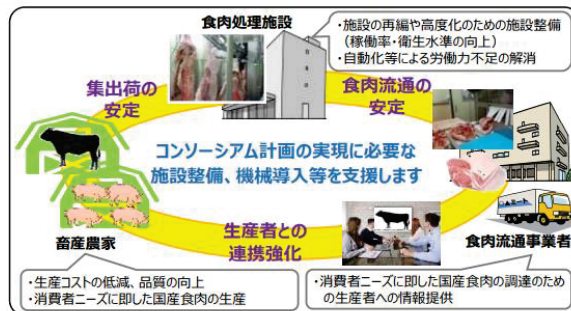 食肉処理施設
・施設の再編や高度化のための施設整備
（稼働率・衛生水準の向上）
・自動化等による労働力不足の解消
集出荷の
安定
食肉流通の
安定
コンソーシアム計画の実現に必要な
施設整備、機械導入等を支援します
生産者との
連携強化
畜産農家
食肉流通事業者
・生産コストの低減、品質の向上
・消費者ニーズに即した国産食肉の生産
・消費者ニーズに即した国産食肉の調達のため
の生産者への情報提供